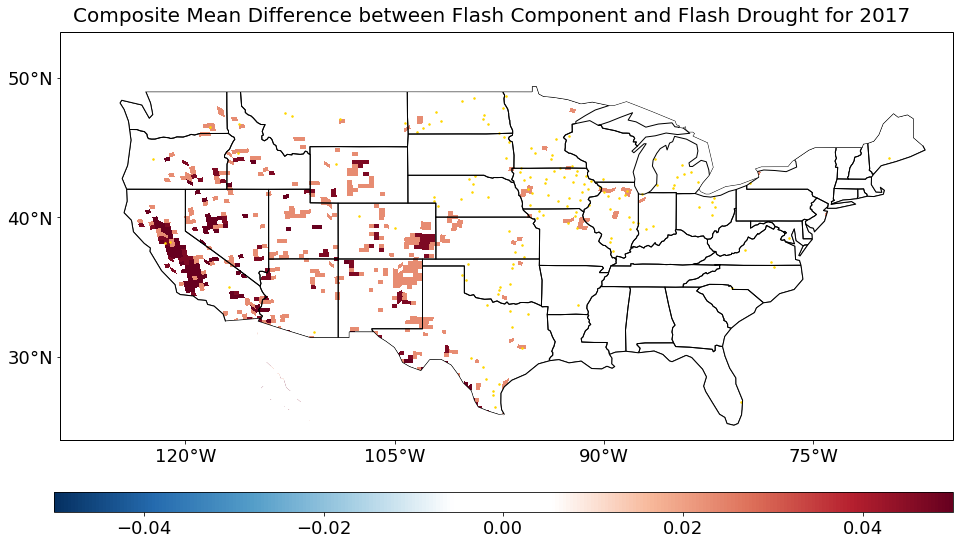 Composite Mean Difference between Flash Component and Flash Drought for 2017
50°N
40°N
30°N
120°W 105°W 90°W 75°W
−0.04 −0.02 0.00 0.02 0.04